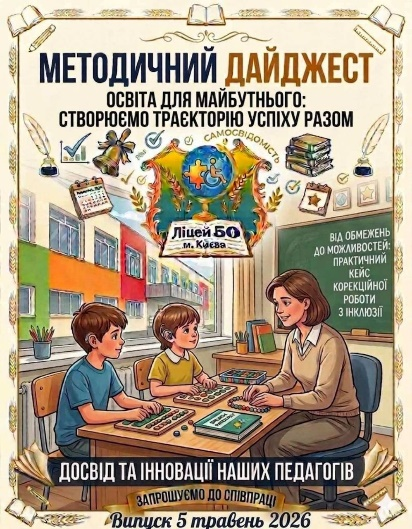 МЕТОДИЧНИЙ ДАЙДЖЕСТ
ОСВІТА ДЛЯ МАЙБУТНЬОГО:
СТВОРЮЄМО ТРАЄКТОРІЮ УСПІХУ РАЗОМ
САМОСВІДОМІСТЬ
Ліцей 50
м. Києва
ВІД ОБМЕЖЕНЬ
ДО МОЖЛИВОСТЕЙ:
ПРАКТИЧНИЙ
КЕЙС
КОРЕКЦІЙНОЇ
РОБОТИ
З ІНКЛЮЗІЇ
ДОСВІД ТА ІННОВАЦІЇ НАШИХ ПЕДАГОГІВ
ЗАПРОШУЄМО ДО СПІВПРАЦІ
Випуск 5 травень 2026